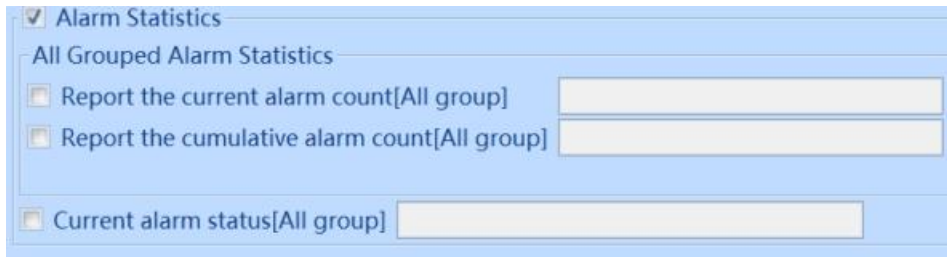 Alarm Statistics
All Grouped Alarm Statistics
Report the current alarm count[All group]
Report the cumulative alarm count[All group]
Current alarm status[All group]